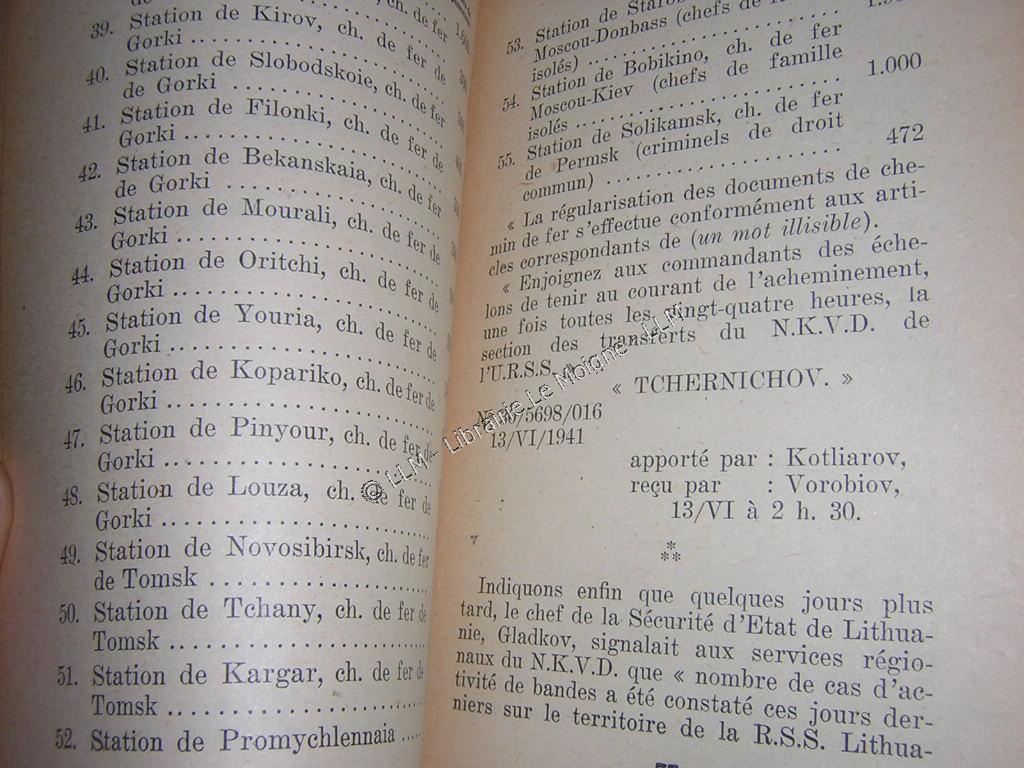 39. Station de Kirov, ch. de fer
Gorki
40. Station de Slobodskoie, ch. de fer
de Gorki
41. Station de Filonki, ch. de fer
Gorki
42. Station de Bekanskaia, ch. de fer
de Gorki
43. Station de Mourali, ch. de fer de
Gorki
44. Station de Oritchi, ch. de fer de
Gorki
45. Station de Youria, ch. de fer de
Gorki
46. Station de Kopariko, ch. de fer de
Gorki
47. Station de Pinyour, ch. de fer de
Gorki
48. Station de Louza, ch. de fer de
Gorki
49. Station de Novosibirsk, ch. de fer
de Tomsk
50. Station de Tchany, ch. de fer de
Tomsk
51. Station de Kargar, ch. de fer de
Tomsk
52. Station de Promychlennaia
53. Station de
Moscou-Donbass (chefs de
isolés)
54. Station de Bobikino, ch. de fer
Moscou-Kiev (chefs de famille
isolés 1.000
55. Station de Solikamsk, ch. de fer
de Permsk (criminels de droit
commun) 472
« La régularisation des documents de che-
min de fer s'effectue conformément aux arti-
cles correspondants de (un mot illisible).
« Enjoignez aux commandants des éche-
lons de tenir au courant de l'acheminement,
une fois toutes les vingt-quatre heures, la
section des transferts du N.K.V.D. de
l'U.R.S.S. »
« TCHERNICHOV. »
5698/016
13/VI/1941
apporté par : Kotliarov,
reçu par : Vorobiov,
13/VI à 2 h. 30.
***
Indiquons enfin que quelques jours plus
tard, le chef de la Sécurité d'Etat de Lithua-
nie, Gladkov, signalait aux services régio-
naux du N.K.V.D. que « nombre de cas d'ac-
tivité de bandes a été constaté ces jours der-
niers sur le territoire de la R.S.S. Lithua-
© LLM - Librairie Le Moigne - LLM